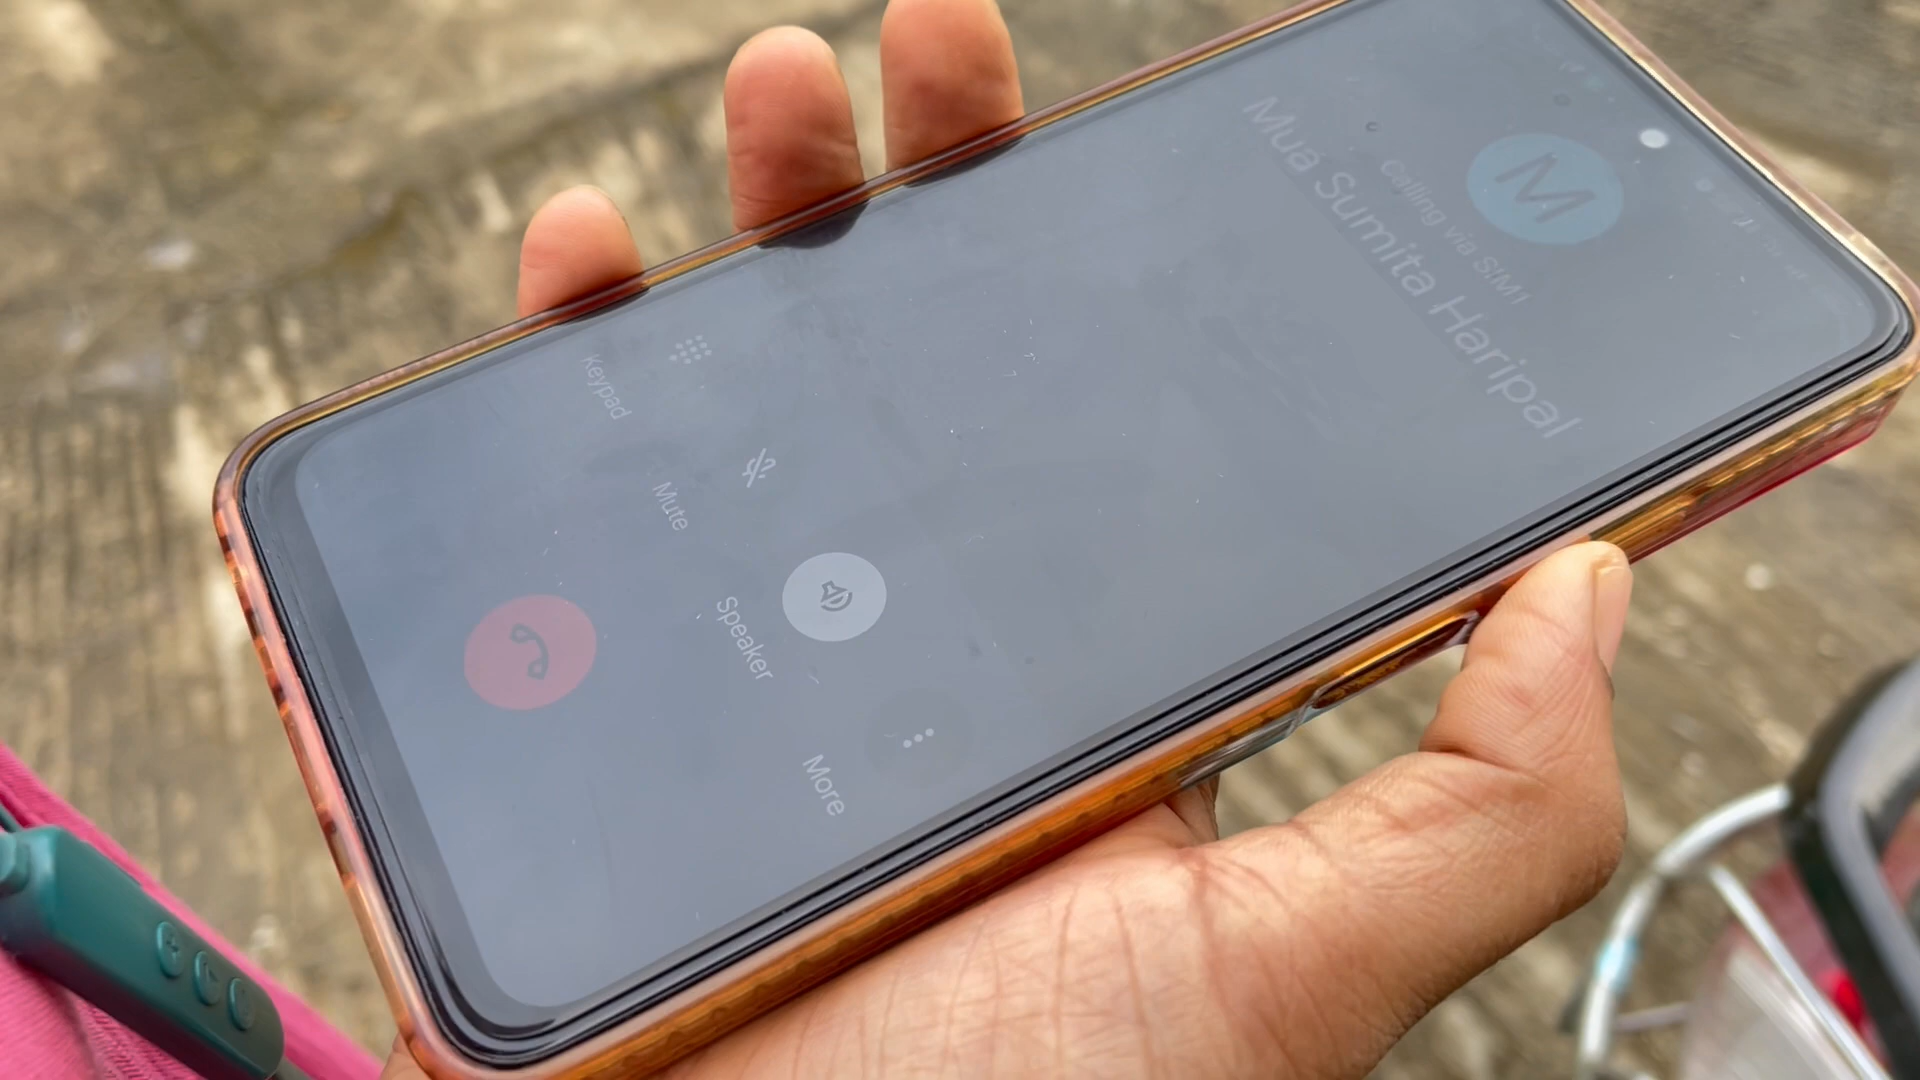 M
Calling via SIM1
Mua Sumita Haripal
Keypad
Mute
Speaker
More